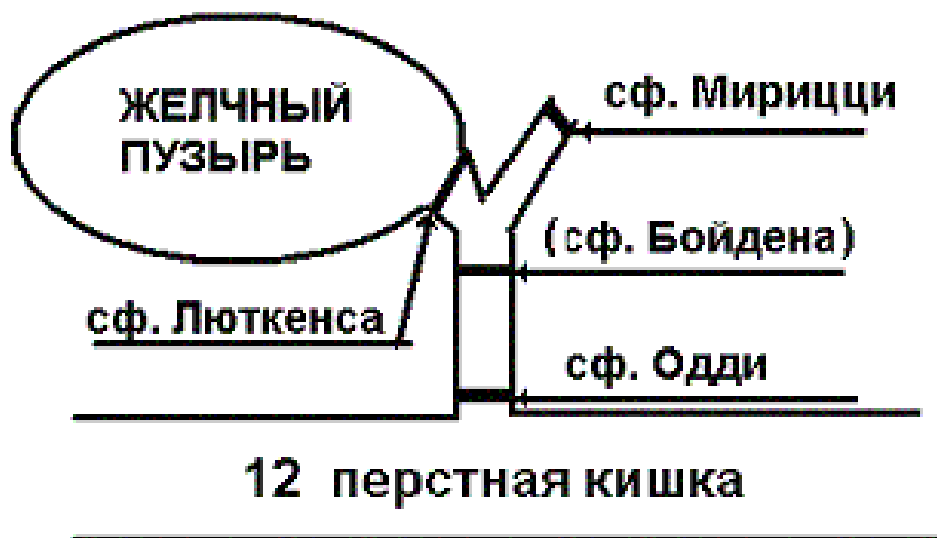 ЖЕЛЧНЫЙ
ПУЗЫРЬ
сф. Мирицци
(сф. Бойдена)
сф. Люткенса
сф. Одди
12 перстная кишка